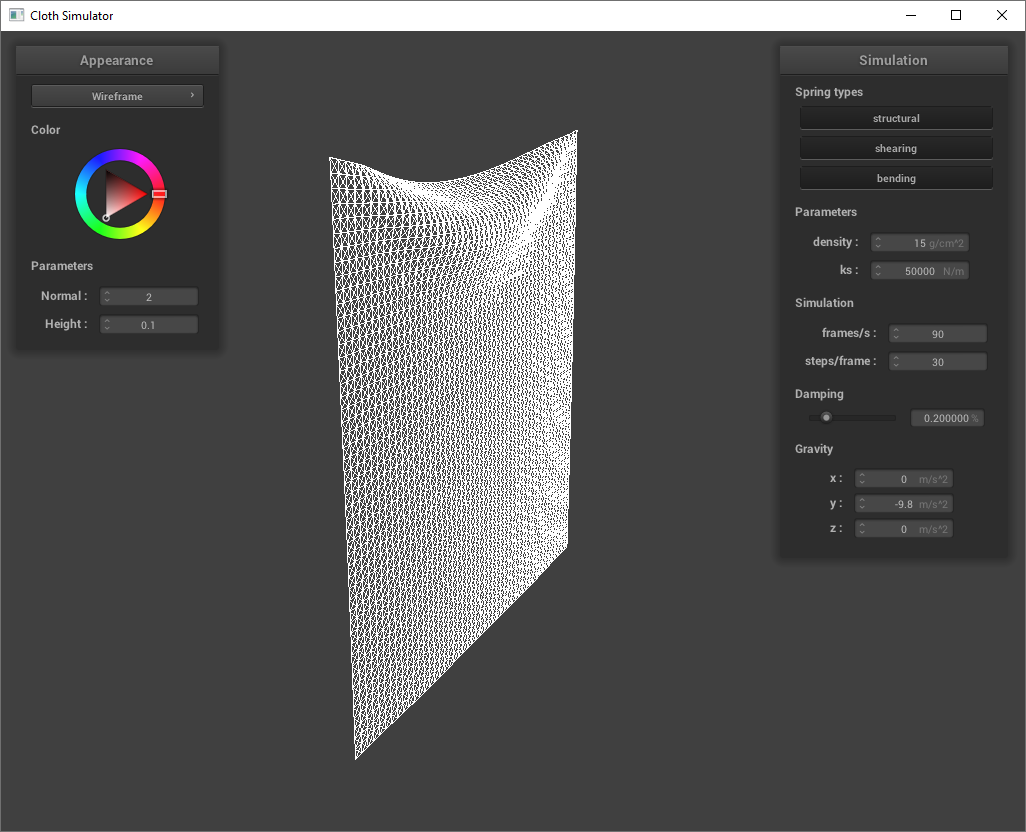 Cloth Simulator
Appearance
Wireframe
Color
Parameters
Normal : 2
Height : 0.1
Simulation
Spring types
structural
shearing
bending
Parameters
density : 15 g/cm^2
ks : 50000 N/m
Simulation
frames/s : 90
steps/frame : 30
Damping
0.200000 %
Gravity
x : 0 m/s^2
y : -9.8 m/s^2
z : 0 m/s^2